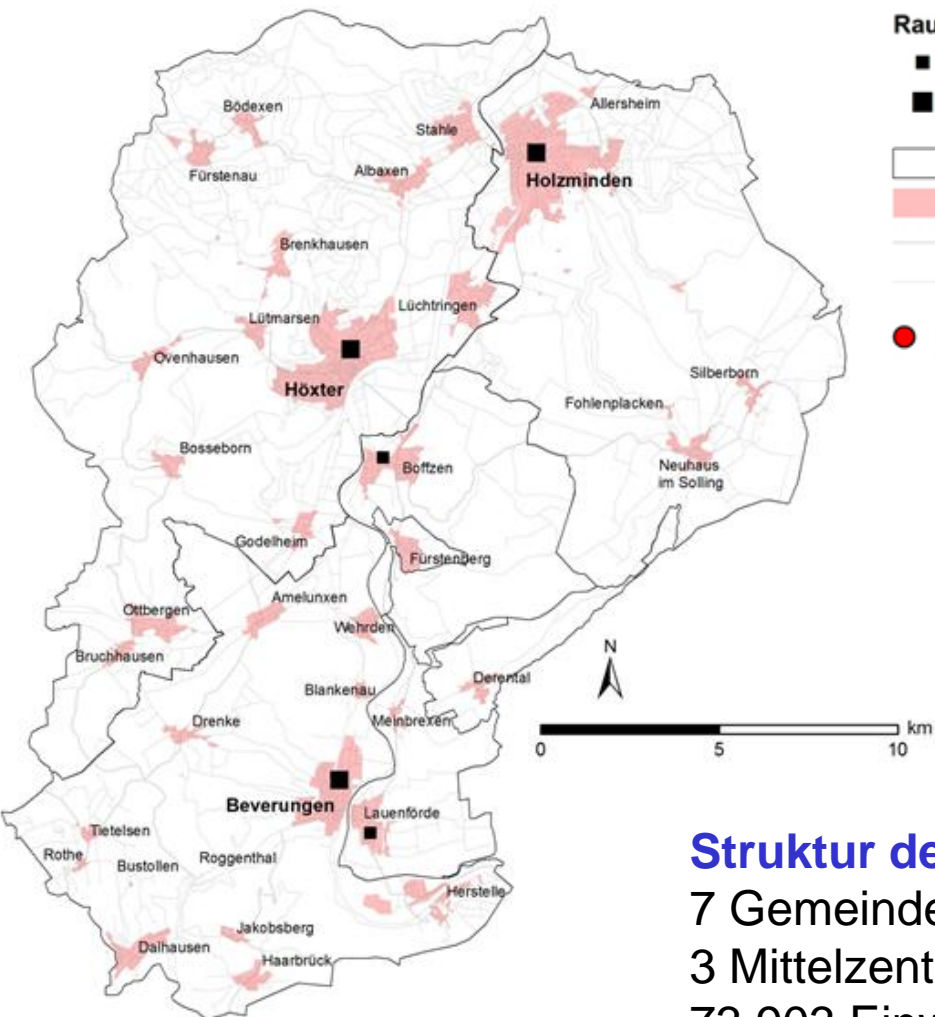 Rau
Allersheim
Bödexen
Stahle
Fürstenau
Albaxen
Holzminden
Brenkhausen
Lüchtringen
Lütmarsen
Ovenhausen
Höxter
Silberborn
Fohlenplacken
Bosseborn
Boffzen
Neuhaus
im Solling
Godelheim
Fürstenberg
Amelunxen
Ottbergen
Wehrden
Bruchhausen
N
Derental
Blankenau
Meinbrexen
Drenke
km
0 5 10
Beverungen
Lauenförde
Tietelsen
Rothe
Bustollen
Roggenthal
Herstelle
Jakobsberg
Dalhausen
Haarbrück
Struktur de
7 Gemeinde
3 Mittelzent